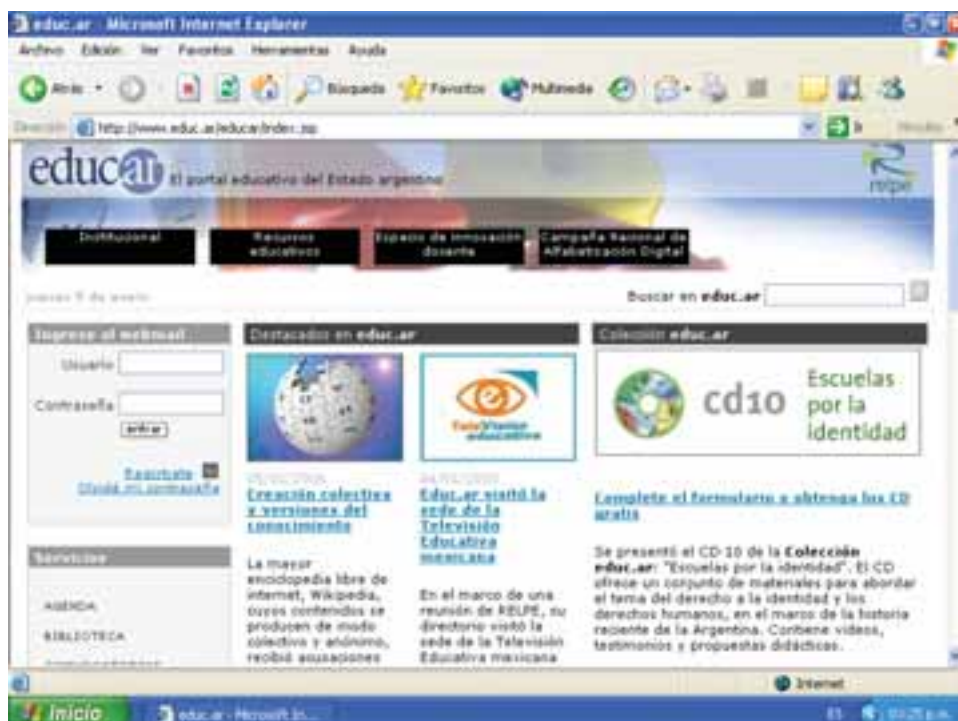 educ.ar - Microsoft Internet Explorer
Archivo Edición Ver Favoritos Herramientas Ayuda
Atrás Búsqueda Favoritos Multimedia
Dirección http://www.educ.ar/educar/index.jsp Ir
educar El portal educativo del Estado argentino
relpe
Institucional
Recursos educativos
Espacio de innovación docente
Campaña Nacional de Alfabetización Digital
de enero
Buscar en educ.ar
Ingreso al webmail
Usuario
Contraseña
entrar
Registrate
Olvidé mi contraseña
Servicios
AGENDA
BIBLIOTECA
Destacados en educ.ar
Creación colectiva
y versiones del
conocimiento
La mayor
enciclopedia libre de
internet, Wikipedia,
cuyos contenidos se
producen de modo
colectivo y anónimo,
recibió acusaciones
TeleVisión
educativa
Educ.ar visitó la
sede de la
Televisión
Educativa
mexicana
En el marco de una
reunión de RELPE, su
directorio visitó la
sede de la Televisión
Educativa mexicana
Colección educ.ar
cd10
Escuelas
por la
identidad
Complete el formulario y obtenga los CD
gratis
Se presentó el CD 10 de la Colección
educ.ar: "Escuelas por la identidad". El CD
ofrece un conjunto de materiales para abordar
el tema del derecho a la identidad y los
derechos humanos, en el marco de la historia
reciente de la Argentina. Contiene videos,
testimonios y propuestas didácticas.
Internet
Inicio
educ.ar - Microsoft In...
ES